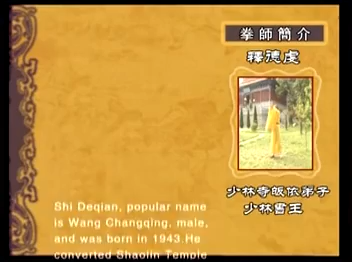 拳師簡介
釋德虔
少林寺皈依弟子
少林書王
Shi Deqian, popular name
is Wang Changqing, male,
and was born in 1943.He
converted Shaolin Temple